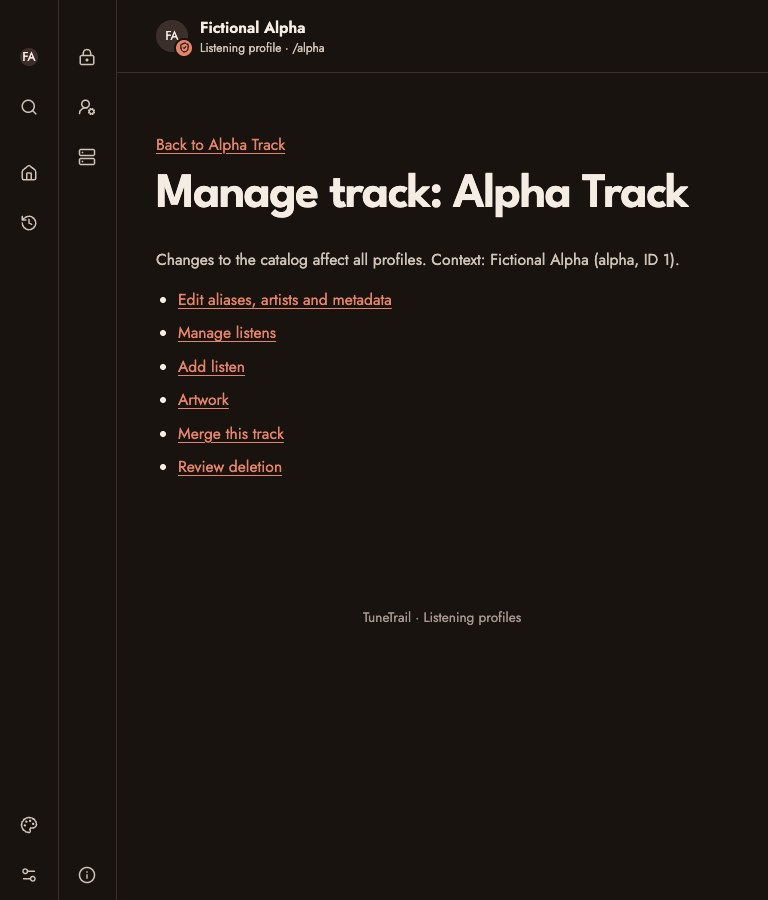 FA
FA
Fictional Alpha
Listening profile · /alpha
Back to Alpha Track
Manage track: Alpha Track
Changes to the catalog affect all profiles. Context: Fictional Alpha (alpha, ID 1).
Edit aliases, artists and metadata
Manage listens
Add listen
Artwork
Merge this track
Review deletion
TuneTrail · Listening profiles